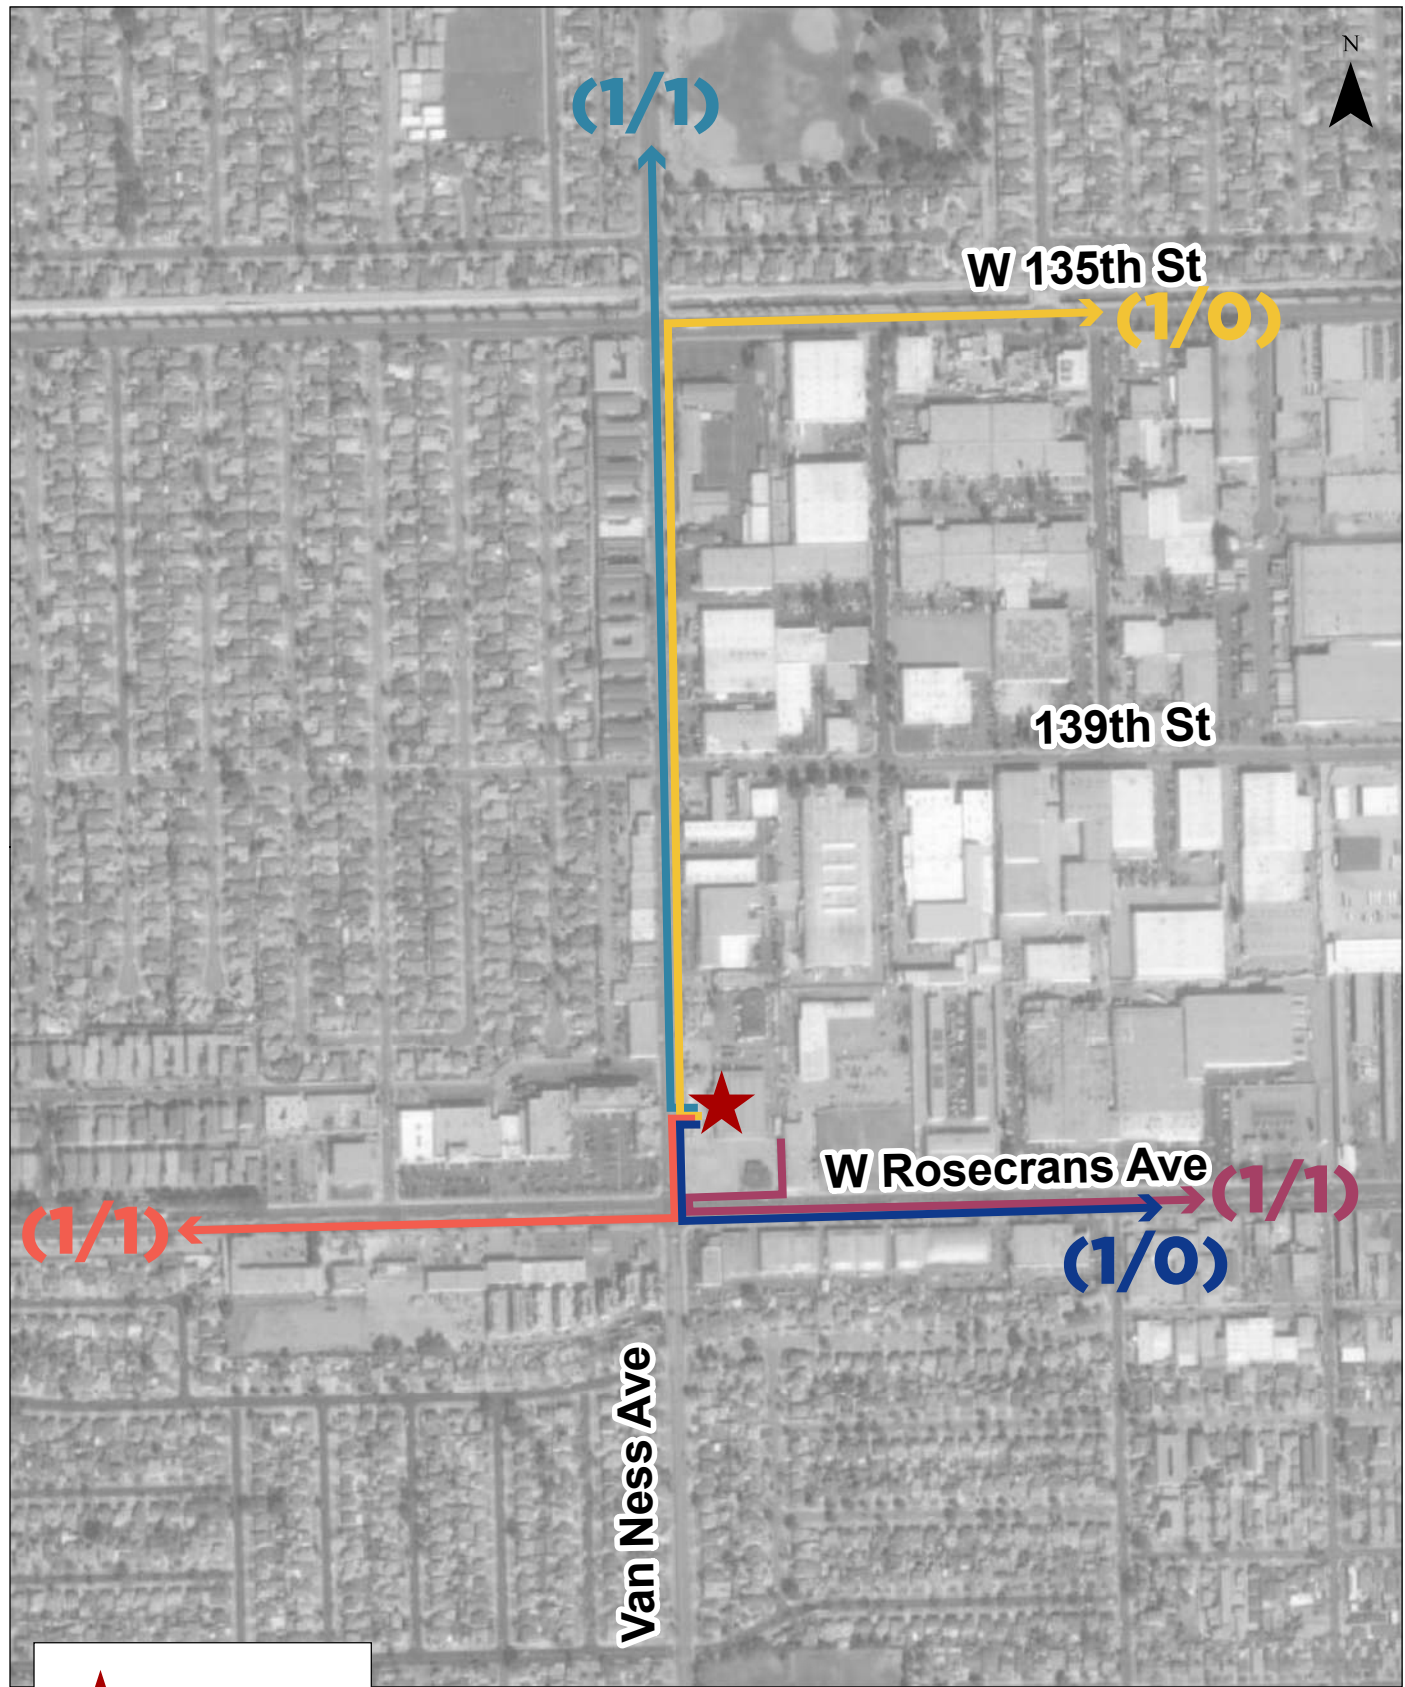 N
(1/1)
W 135th St
(1/0)
139th St
W Rosecrans Ave
(1/1)
(1/1)
(1/0)
Van Ness Ave